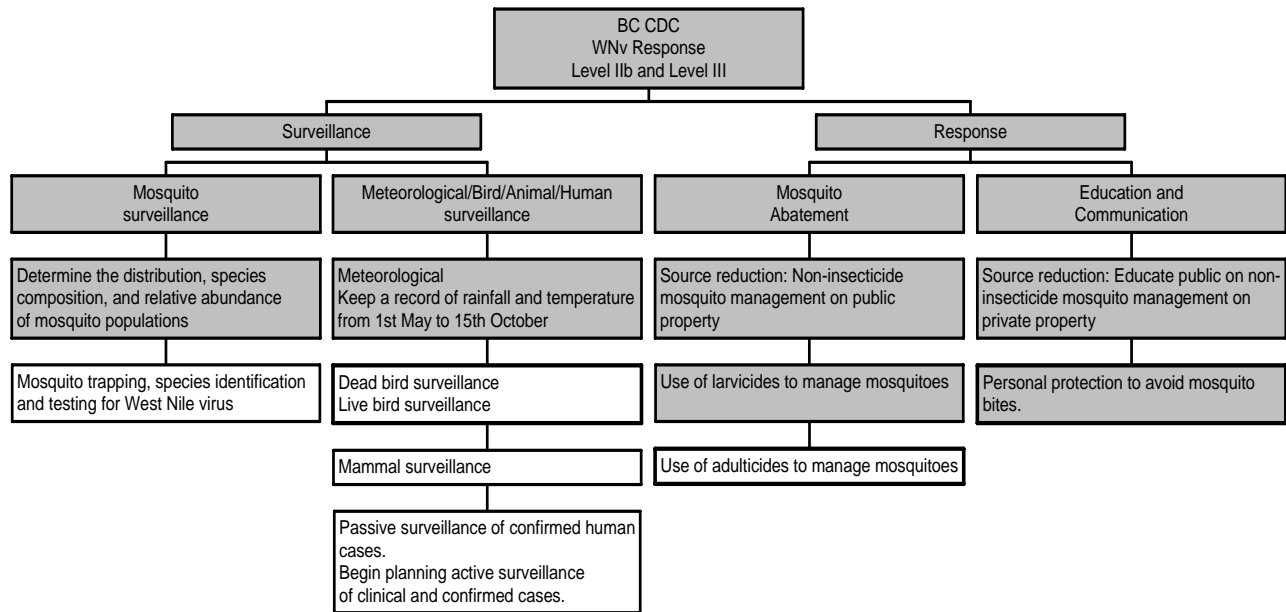 BC CDC
WNv Response
Level IIb and Level III
Surveillance
Response
Mosquito
surveillance
Meteorological/Bird/Animal/Human
surveillance
Mosquito
Abatement
Education and
Communication
Determine the distribution, species
composition, and relative abundance
of mosquito populations
Meteorological
Keep a record of rainfall and temperature
from 1st May to 15th October
Source reduction: Non-insecticide
mosquito management on public
property
Source reduction: Educate public on non-
insecticide mosquito management on
private property
Mosquito trapping, species identification
and testing for West Nile virus
Dead bird surveillance
Live bird surveillance
Use of larvicides to manage mosquitoes
Personal protection to avoid mosquito
bites.
Mammal surveillance
Use of adulticides to manage mosquitoes
Passive surveillance of confirmed human
cases.
Begin planning active surveillance
of clinical and confirmed cases.